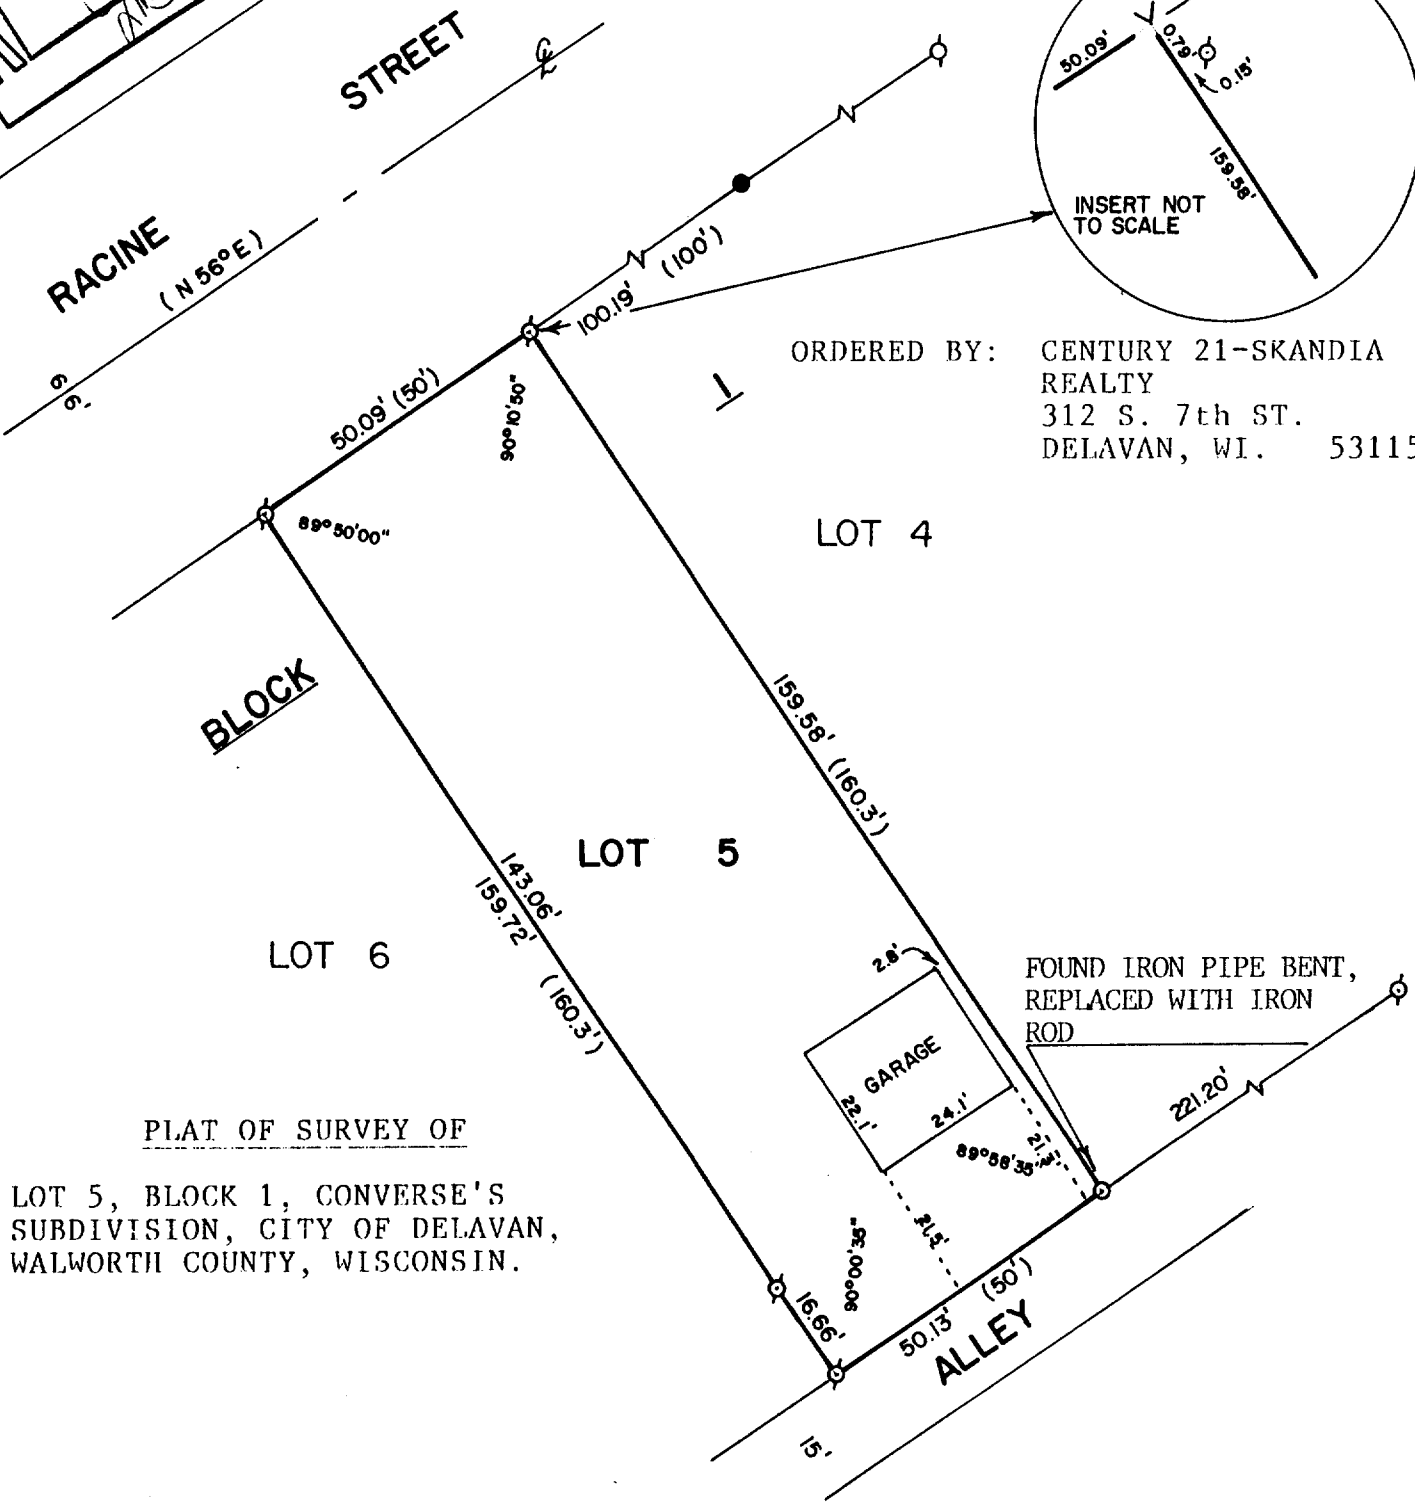 STREET
℄
RACINE
(N 56° E)
66'
50.09'
0.79'
0.15'
159.58'
INSERT NOT
TO SCALE
100.19' (100')
50.09' (50')
90°10'50"
89°50'00"
1
ORDERED BY: CENTURY 21-SKANDIA
REALTY
312 S. 7th ST.
DELAVAN, WI. 53115
LOT 4
BLOCK
159.58' (160.3')
LOT 5
143.06'
159.72' (160.3')
LOT 6
2.8'
GARAGE
22.1'
24.1'
FOUND IRON PIPE BENT,
REPLACED WITH IRON
ROD
221.20'
89°58'35"
21.5'
90°00'35"
16.66'
50.13' (50')
ALLEY
15'
PLAT OF SURVEY OF
LOT 5, BLOCK 1, CONVERSE'S
SUBDIVISION, CITY OF DELAVAN,
WALWORTH COUNTY, WISCONSIN.